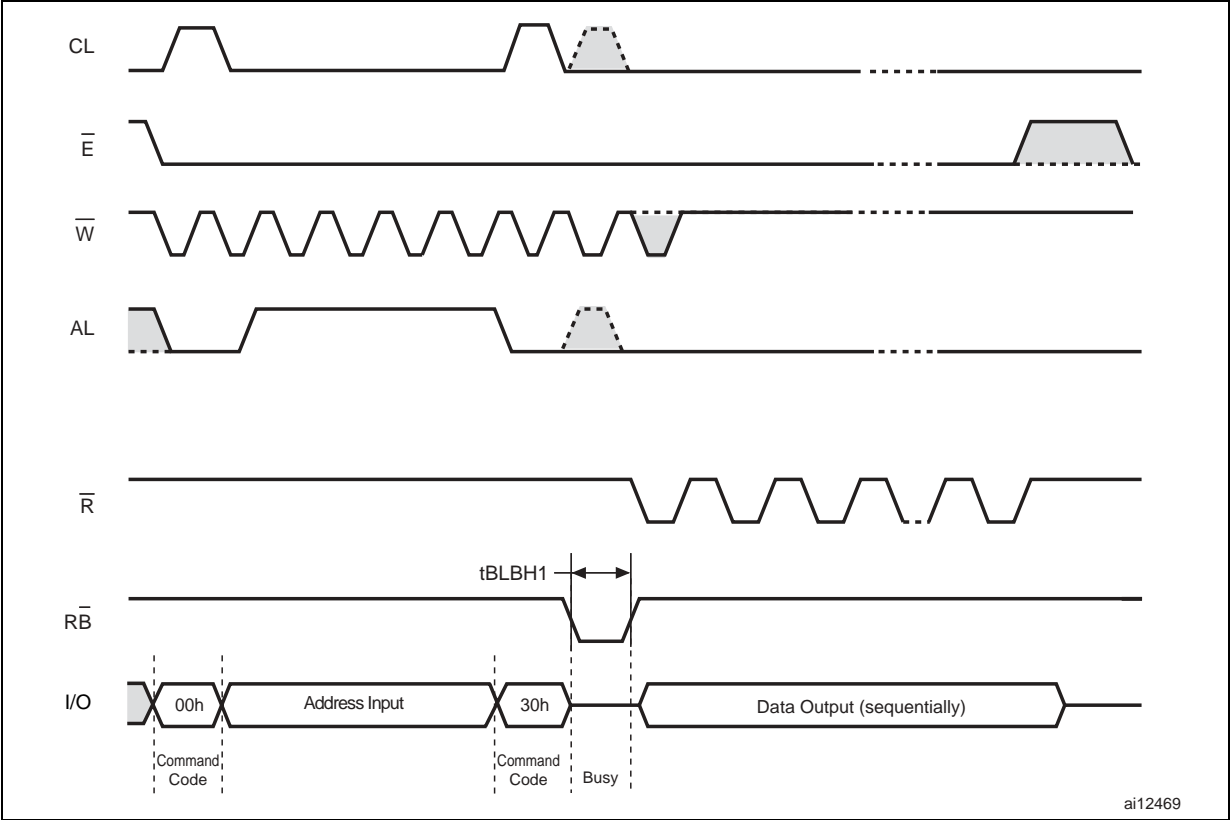 CL
E̅
W̅
AL
R̅
tBLBH1
RB̅
I/O
00h
Address Input
30h
Data Output (sequentially)
Command
Code
Command
Code
Busy
ai12469